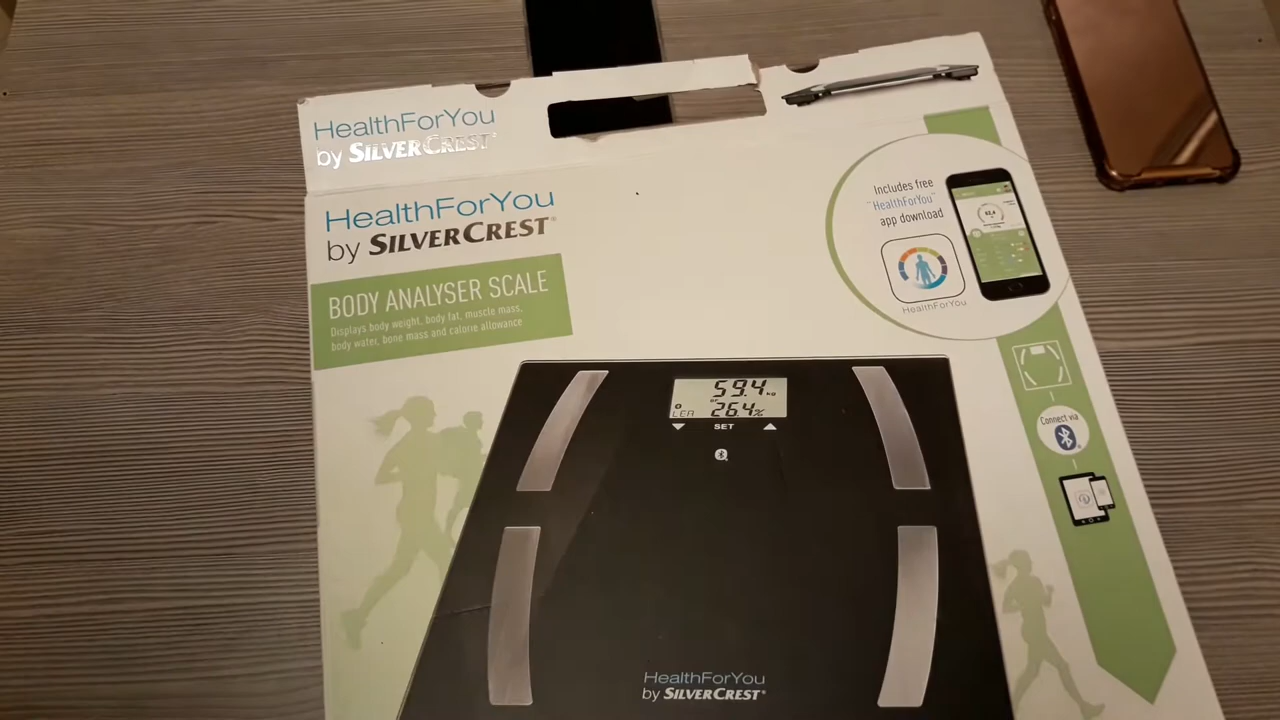 HealthForYou
by SILVERCREST®
HealthForYou
by SILVERCREST®
BODY ANALYSER SCALE
Displays body weight, body fat, muscle mass,
body water, bone mass and calorie allowance
Includes free
"HealthForYou"
app download
HealthForYou
59.4 kg
LEA 26.4%
SET
Connect via
HealthForYou
by SILVERCREST®